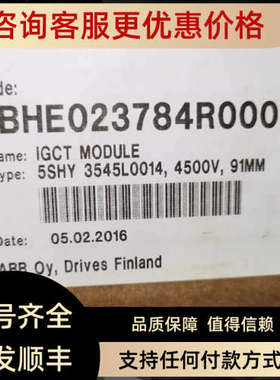 咨询客服更优惠价格
de:
BHE023784R000
ame: IGCT MODULE
ype: 5SHY 3545L0014, 4500V, 91MM
Date: 05.02.2016
ABB Oy, Drives Finland
号齐全 品质保障 值得信赖
发顺丰 支持任何付款方式